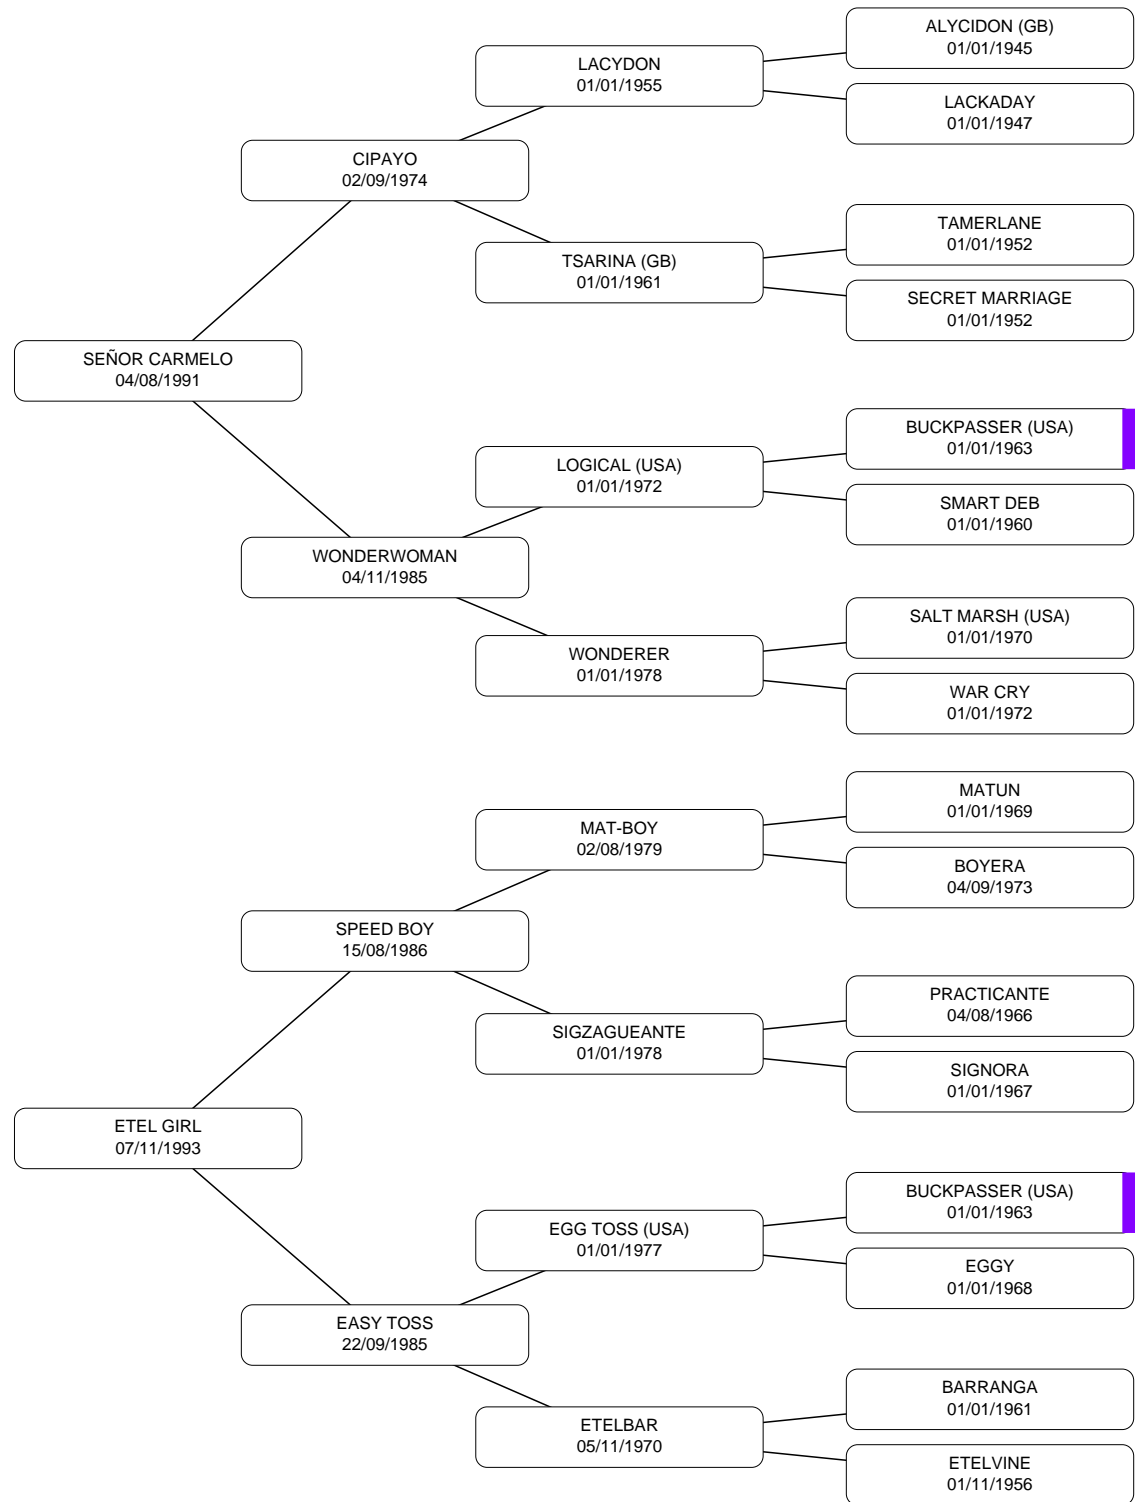 ALYCIDON (GB)
01/01/1945
LACYDON
01/01/1955
LACKADAY
01/01/1947
CIPAYO
02/09/1974
TAMERLANE
01/01/1952
TSARINA (GB)
01/01/1961
SECRET MARRIAGE
01/01/1952
SEÑOR CARMELO
04/08/1991
BUCKPASSER (USA)
01/01/1963
LOGICAL (USA)
01/01/1972
SMART DEB
01/01/1960
WONDERWOMAN
04/11/1985
SALT MARSH (USA)
01/01/1970
WONDERER
01/01/1978
WAR CRY
01/01/1972
MATUN
01/01/1969
MAT-BOY
02/08/1979
BOYERA
04/09/1973
SPEED BOY
15/08/1986
PRACTICANTE
04/08/1966
SIGZAGUEANTE
01/01/1978
SIGNORA
01/01/1967
ETEL GIRL
07/11/1993
BUCKPASSER (USA)
01/01/1963
EGG TOSS (USA)
01/01/1977
EGGY
01/01/1968
EASY TOSS
22/09/1985
BARRANGA
01/01/1961
ETELBAR
05/11/1970
ETELVINE
01/11/1956